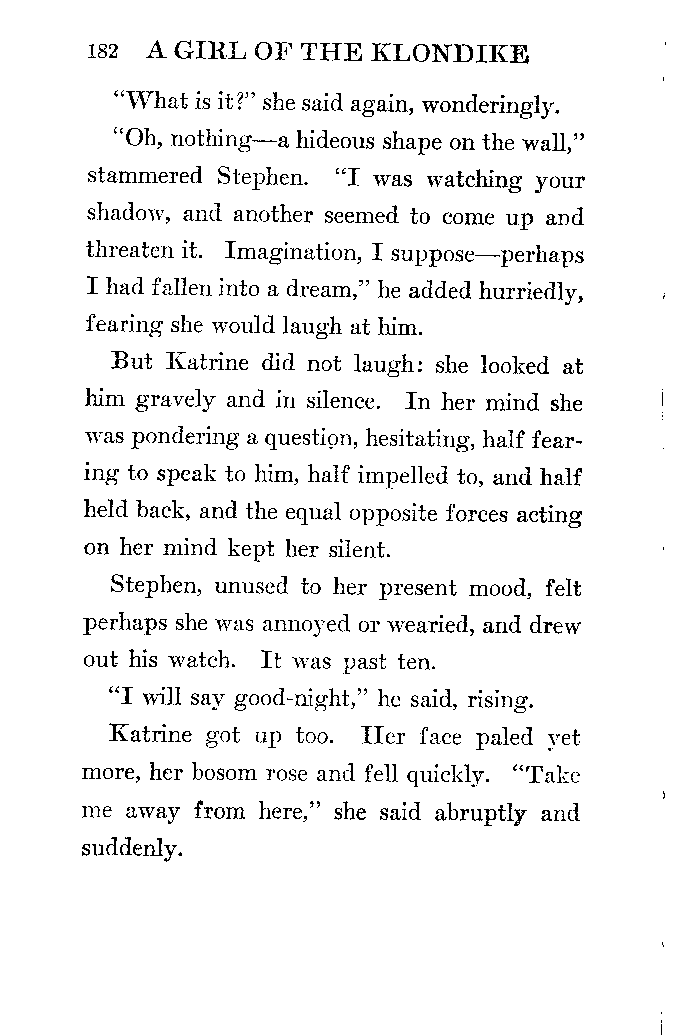 182 A GIRL OF THE KLONDIKE
“What is it?” she said again, wonderingly.
“Oh, nothing—a hideous shape on the wall,”
stammered Stephen. “I was watching your
shadow, and another seemed to come up and
threaten it. Imagination, I suppose—perhaps
I had fallen into a dream,” he added hurriedly,
fearing she would laugh at him.
But Katrine did not laugh: she looked at
him gravely and in silence. In her mind she
was pondering a question, hesitating, half fear-
ing to speak to him, half impelled to, and half
held back, and the equal opposite forces acting
on her mind kept her silent.
Stephen, unused to her present mood, felt
perhaps she was annoyed or wearied, and drew
out his watch. It was past ten.
“I will say good-night,” he said, rising.
Katrine got up too. Her face paled yet
more, her bosom rose and fell quickly. “Take
me away from here,” she said abruptly and
suddenly.